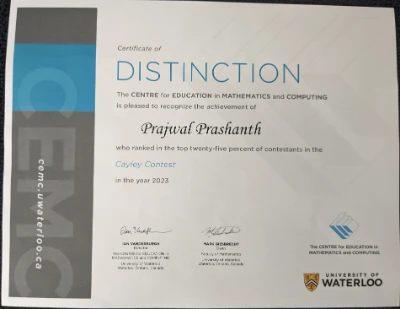 Certificate of
DISTINCTION
The CENTRE for EDUCATION in MATHEMATICS and COMPUTING
is pleased to recognize the achievement of
Prajwal Prashanth
who ranked in the top twenty-five percent of contestants in the
Cayley Contest
in the year 2023
CEMC
cemc.uwaterloo.ca
IAN VANDERBURGH
Director
University of Waterloo
Waterloo, Ontario, Canada
MARK GIESBRECHT
Dean
Faculty of Mathematics
University of Waterloo
Waterloo, Ontario, Canada
The CENTRE for EDUCATION in
MATHEMATICS and COMPUTING
UNIVERSITY OF
WATERLOO